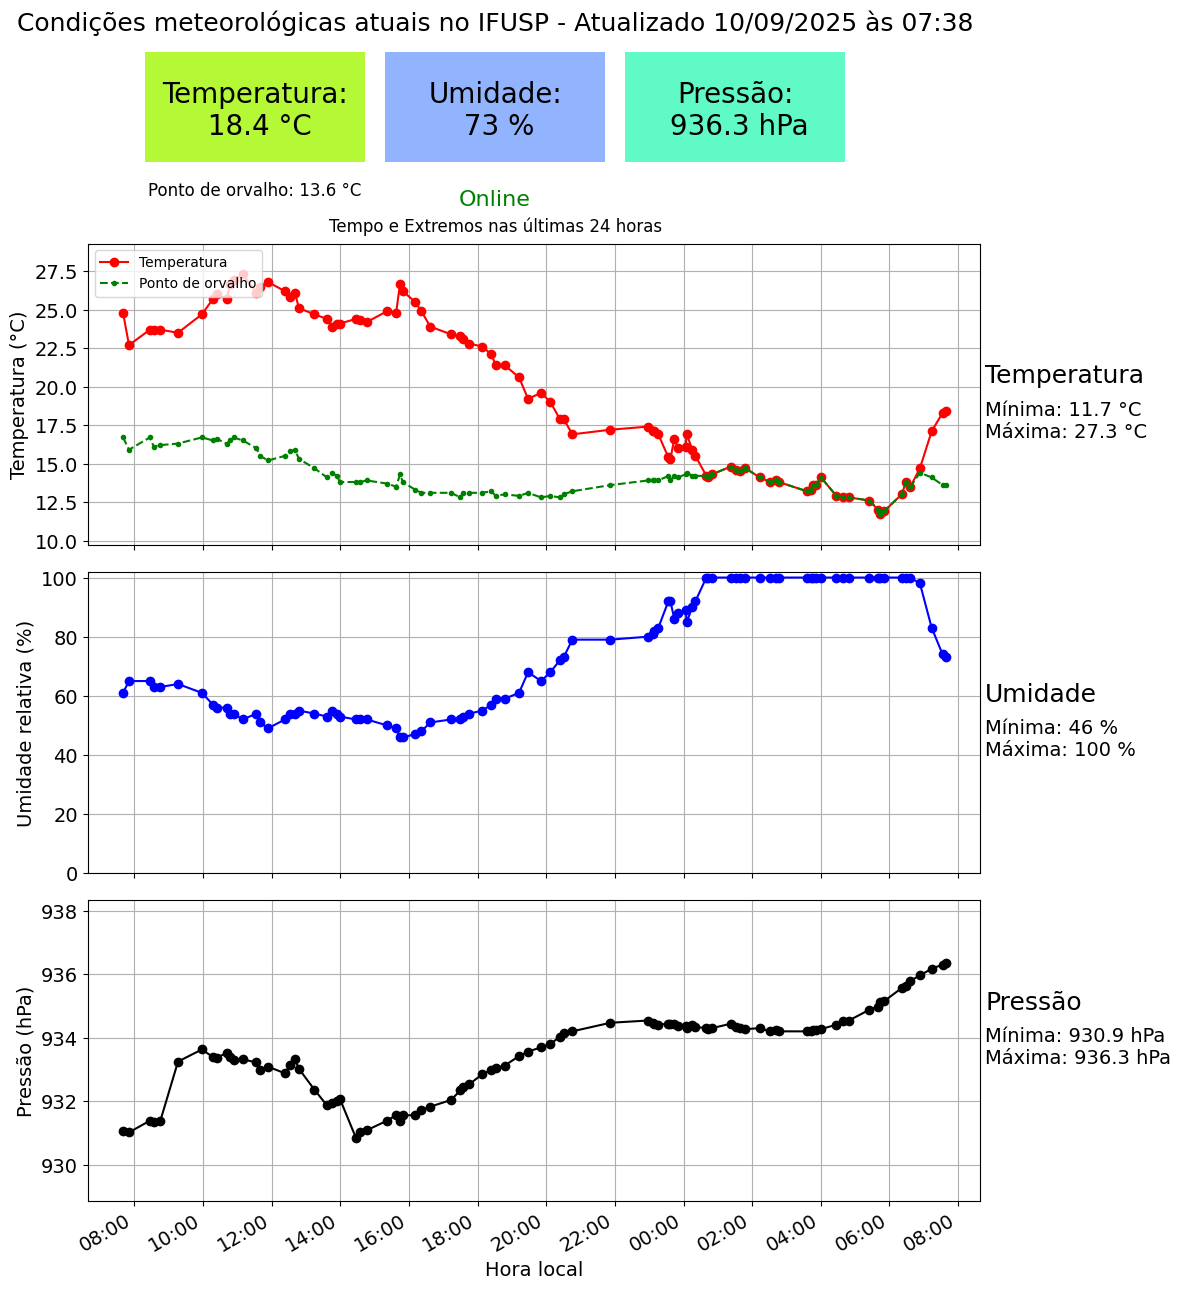 Condições meteorológicas atuais no IFUSP - Atualizado 10/09/2025 às 07:38
Temperatura:
18.4 °C
Umidade:
73 %
Pressão:
936.3 hPa
Ponto de orvalho: 13.6 °C
Online
Tempo e Extremos nas últimas 24 horas
Temperatura
Ponto de orvalho
Temperatura (°C)
27.5
25.0
22.5
20.0
17.5
15.0
12.5
10.0
Temperatura
Mínima: 11.7 °C
Máxima: 27.3 °C
Umidade relativa (%)
100
80
60
40
20
0
Umidade
Mínima: 46 %
Máxima: 100 %
Pressão (hPa)
938
936
934
932
930
Pressão
Mínima: 930.9 hPa
Máxima: 936.3 hPa
08:00 10:00 12:00 14:00 16:00 18:00 20:00 22:00 00:00 02:00 04:00 06:00 08:00
Hora local